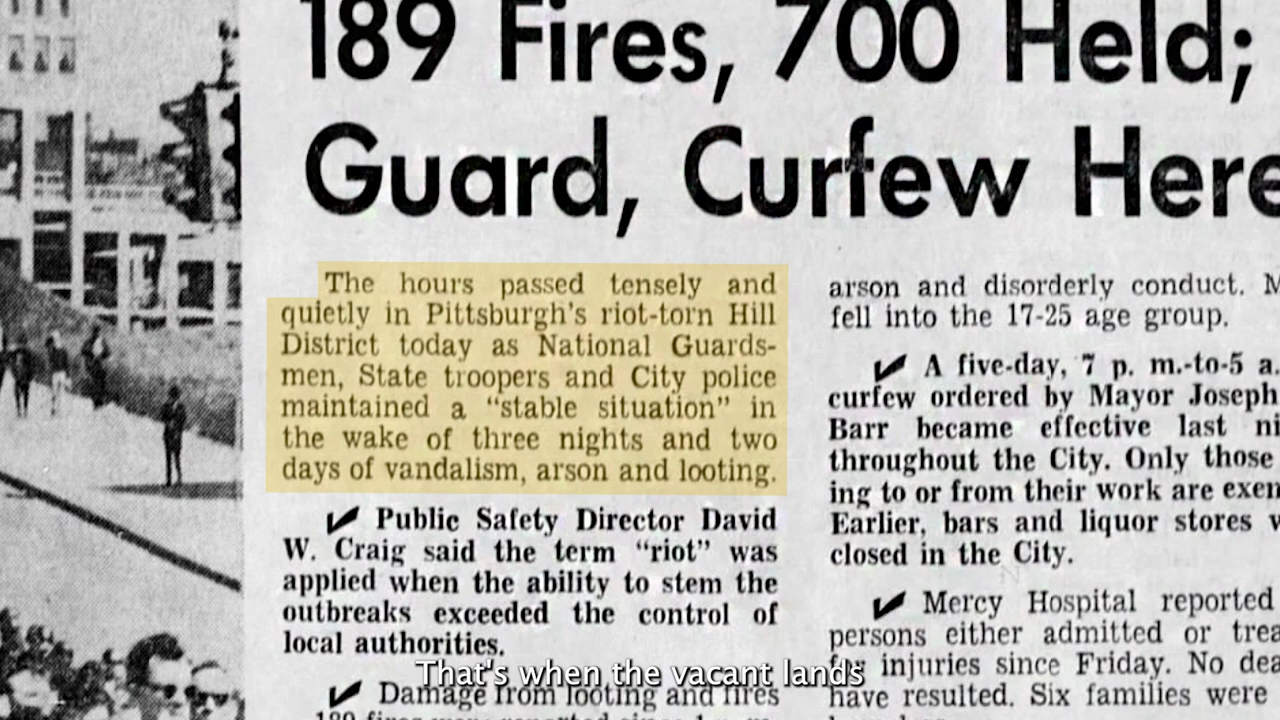 189 Fires, 700 Held;
Guard, Curfew Here
The hours passed tensely and
quietly in Pittsburgh's riot-torn Hill
District today as National Guards-
men, State troopers and City police
maintained a “stable situation” in
the wake of three nights and two
days of vandalism, arson and looting.
Public Safety Director David
W. Craig said the term “riot” was
applied when the ability to stem the
outbreaks exceeded the control of
local authorities.
Damage from looting and fires
arson and disorderly conduct.
fell into the 17-25 age group.
A five-day, 7 p. m.-to-5 a.
curfew ordered by Mayor Joseph
Barr became effective last
throughout the City. Only those
ing to or from their work are
Earlier, bars and liquor stores
closed in the City.
Mercy Hospital reported
persons either admitted or
for injuries since Friday. No
have resulted. Six families were
That's when the vacant lands